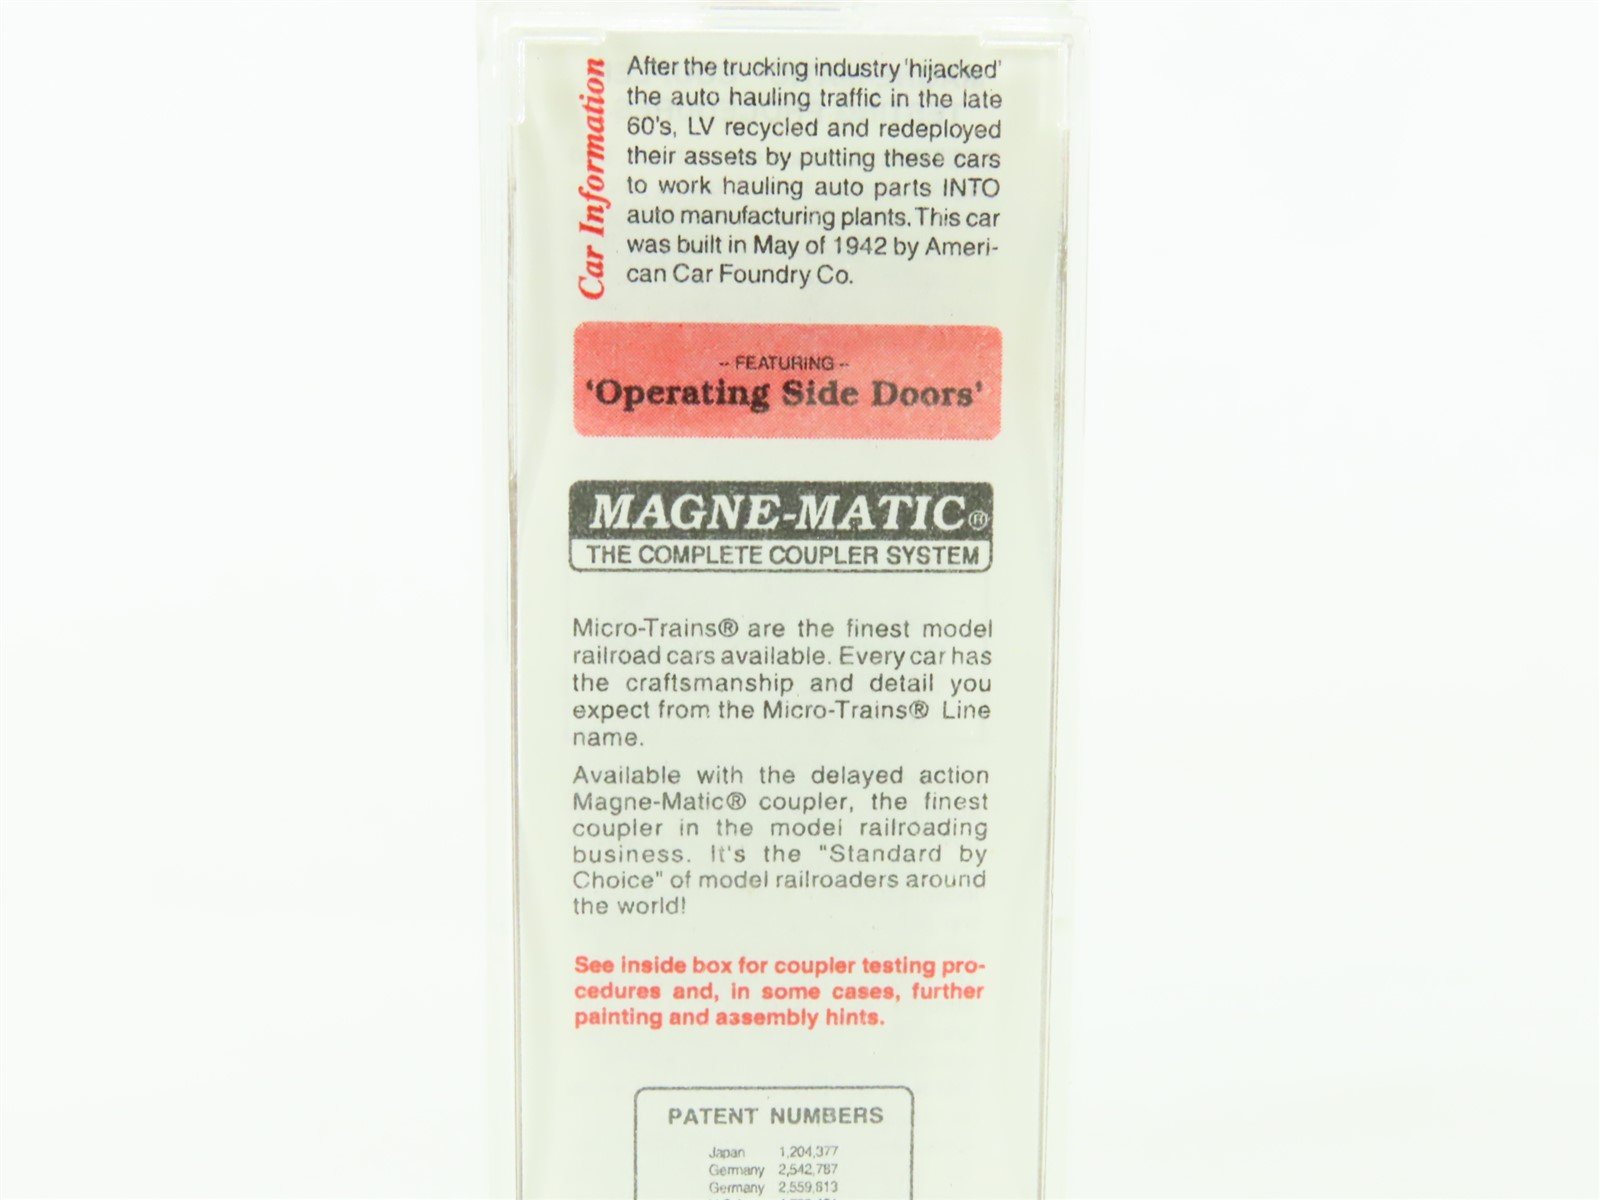 Car Information
After the trucking industry 'hijacked'
the auto hauling traffic in the late
60's, LV recycled and redeployed
their assets by putting these cars
to work hauling auto parts INTO
auto manufacturing plants. This car
was built in May of 1942 by Ameri-
can Car Foundry Co.
-- FEATURING --
'Operating Side Doors'
MAGNE-MATIC®
THE COMPLETE COUPLER SYSTEM
Micro-Trains® are the finest model
railroad cars available. Every car has
the craftsmanship and detail you
expect from the Micro-Trains® Line
name.
Available with the delayed action
Magne-Matic® coupler, the finest
coupler in the model railroading
business. It's the "Standard by
Choice" of model railroaders around
the world!
See inside box for coupler testing pro-
cedures and, in some cases, further
painting and assembly hints.
PATENT NUMBERS
Japan 1,204,377
Germany 2,542,787
Germany 2,559,813